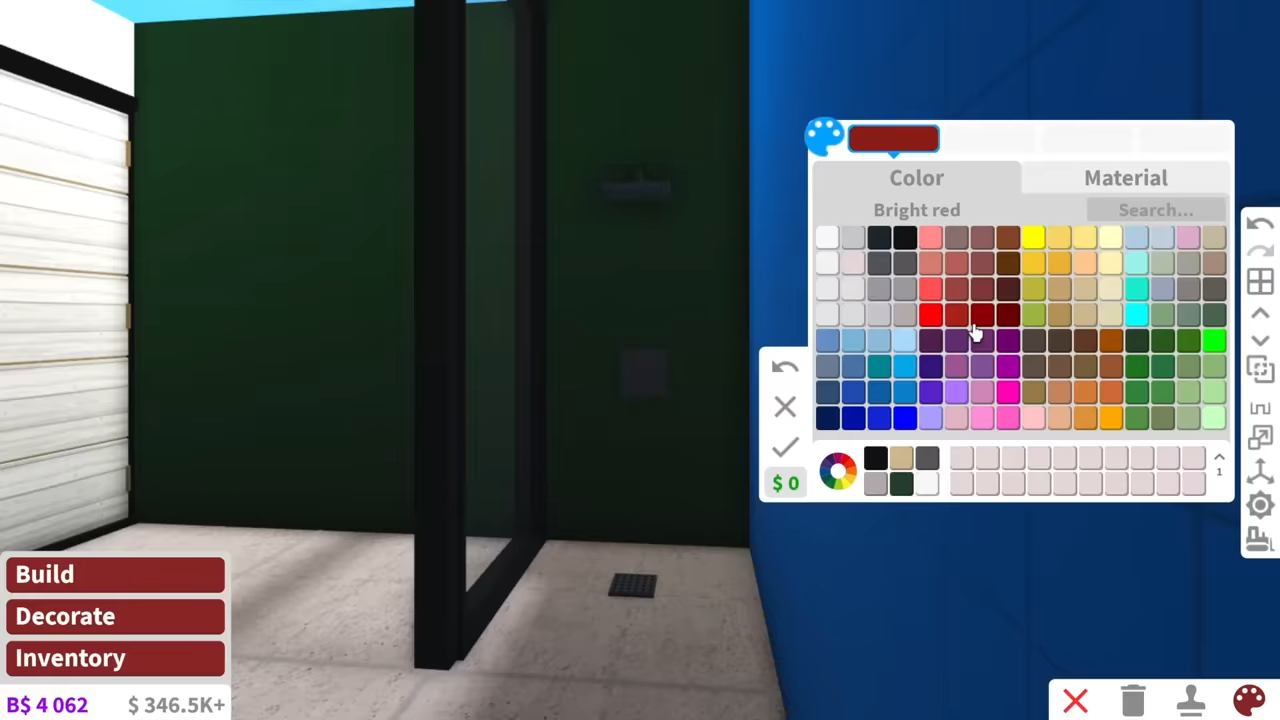 Color
Material
Bright red
Search...
1
$ 0
Build
Decorate
Inventory
B$ 4 062
$ 346.5K+